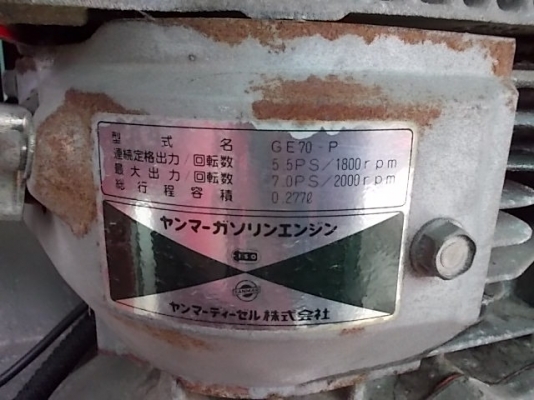 型式名 GE70-P
連続定格出力/回転数 5.5PS/1800rpm
最大出力/回転数 7.0PS/2000rpm
総行程容積 0.277ℓ
ヤンマーガソリンエンジン
ヤンマーディーゼル株式会社